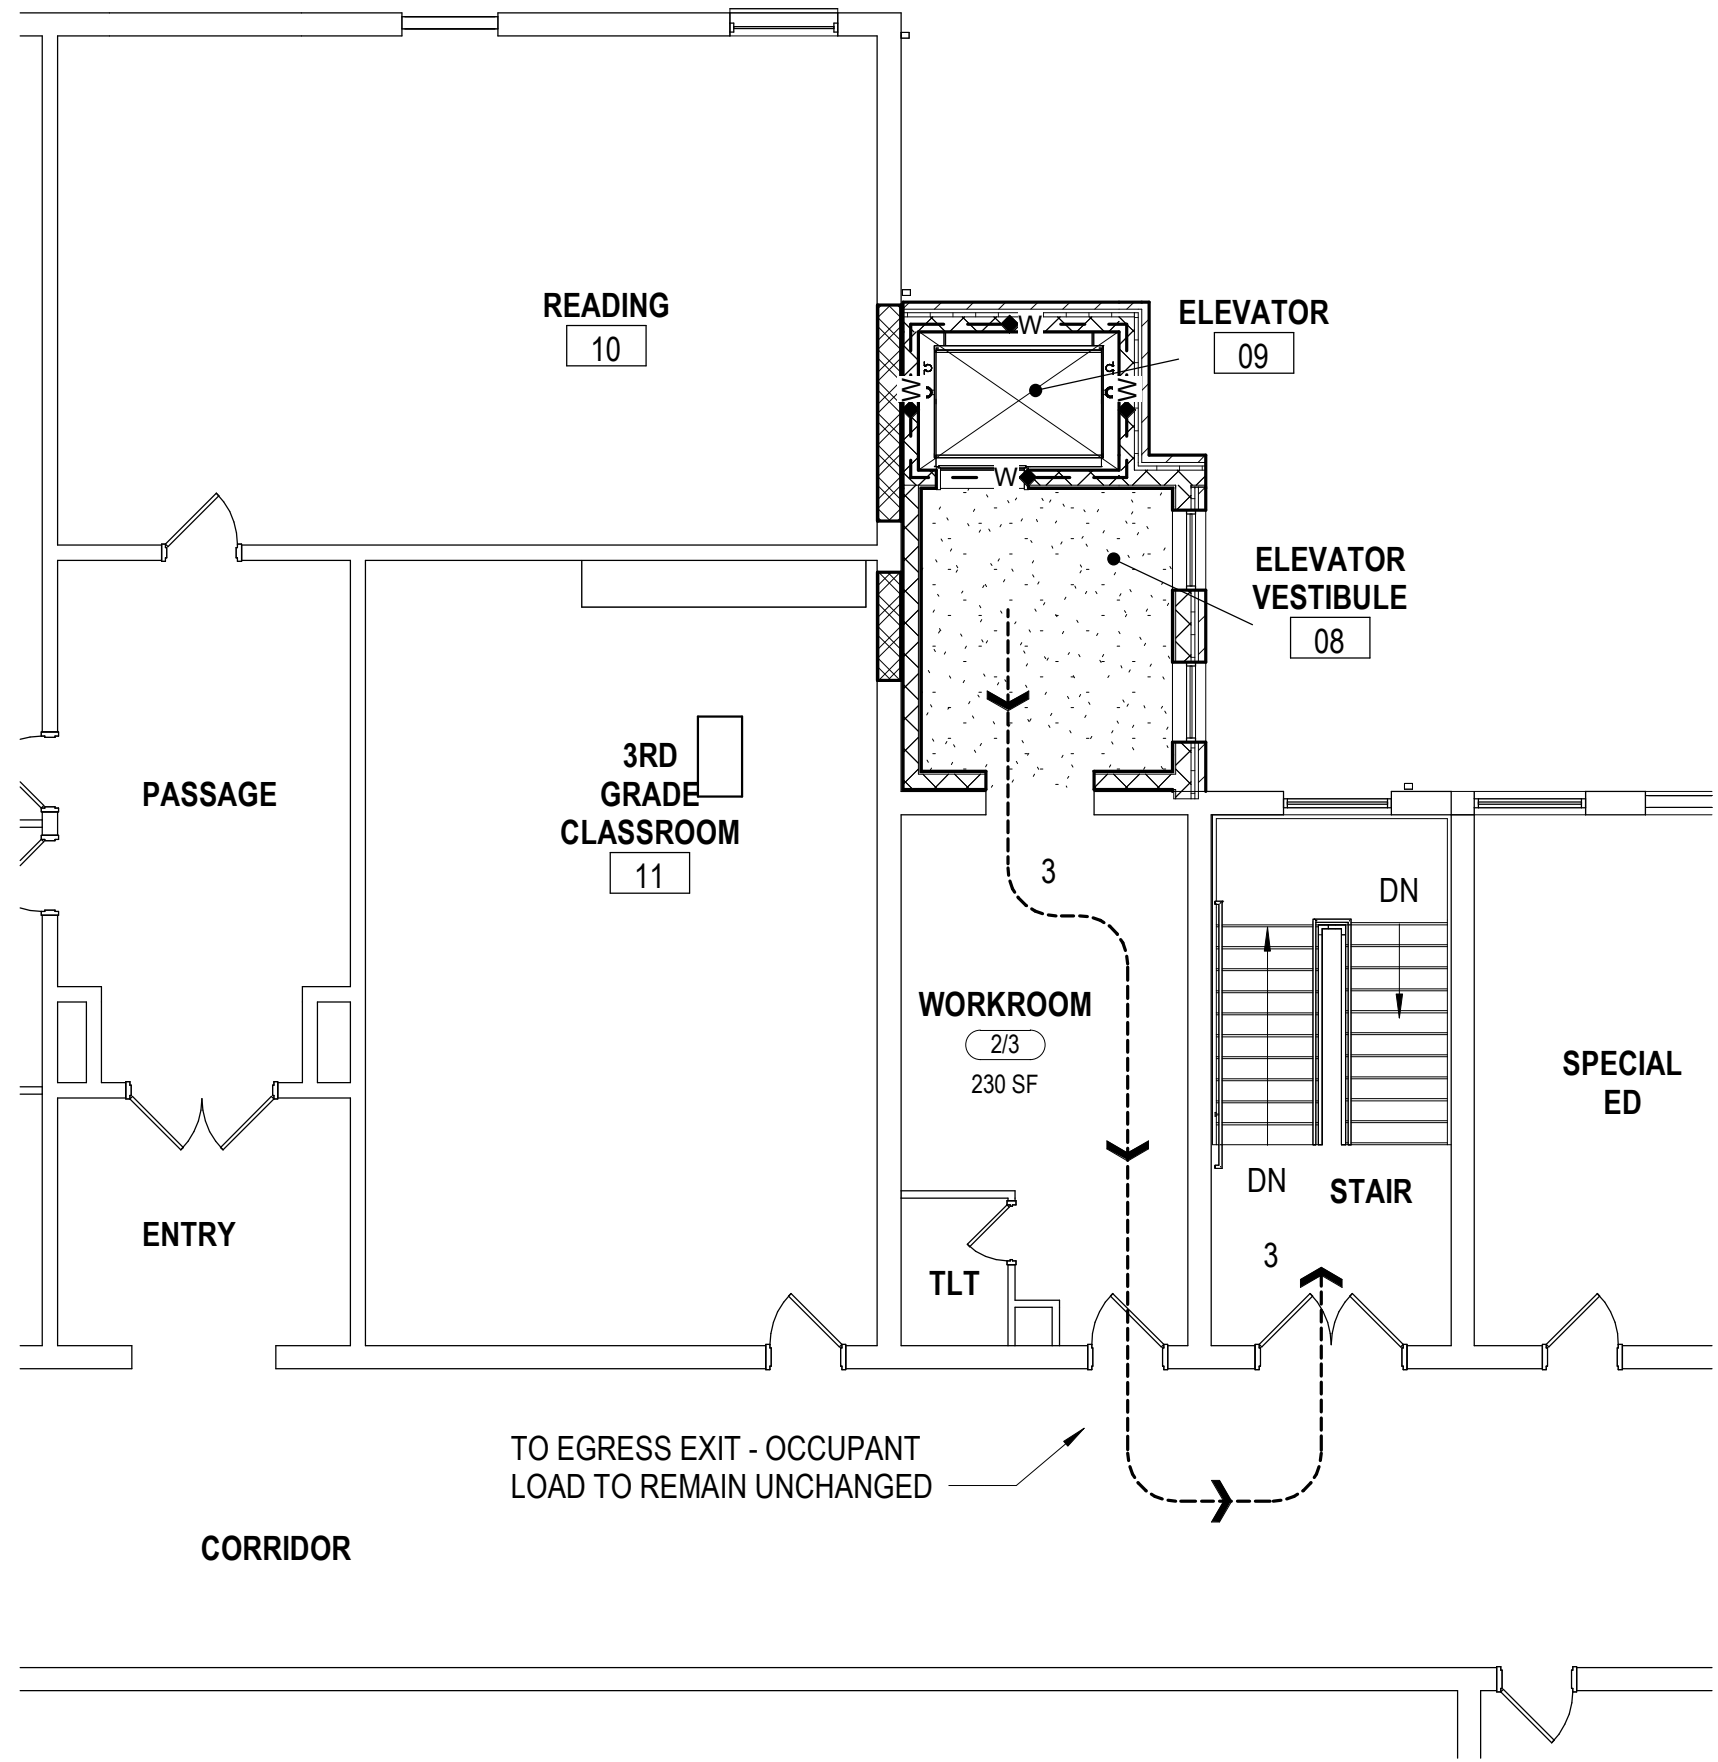 READING
10
W
ELEVATOR
09
W
W
W
ELEVATOR
VESTIBULE
08
3RD
GRADE
CLASSROOM
11
PASSAGE
3
DN
WORKROOM
2/3
230 SF
SPECIAL
ED
DN
STAIR
ENTRY
3
TLT
TO EGRESS EXIT - OCCUPANT
LOAD TO REMAIN UNCHANGED
CORRIDOR